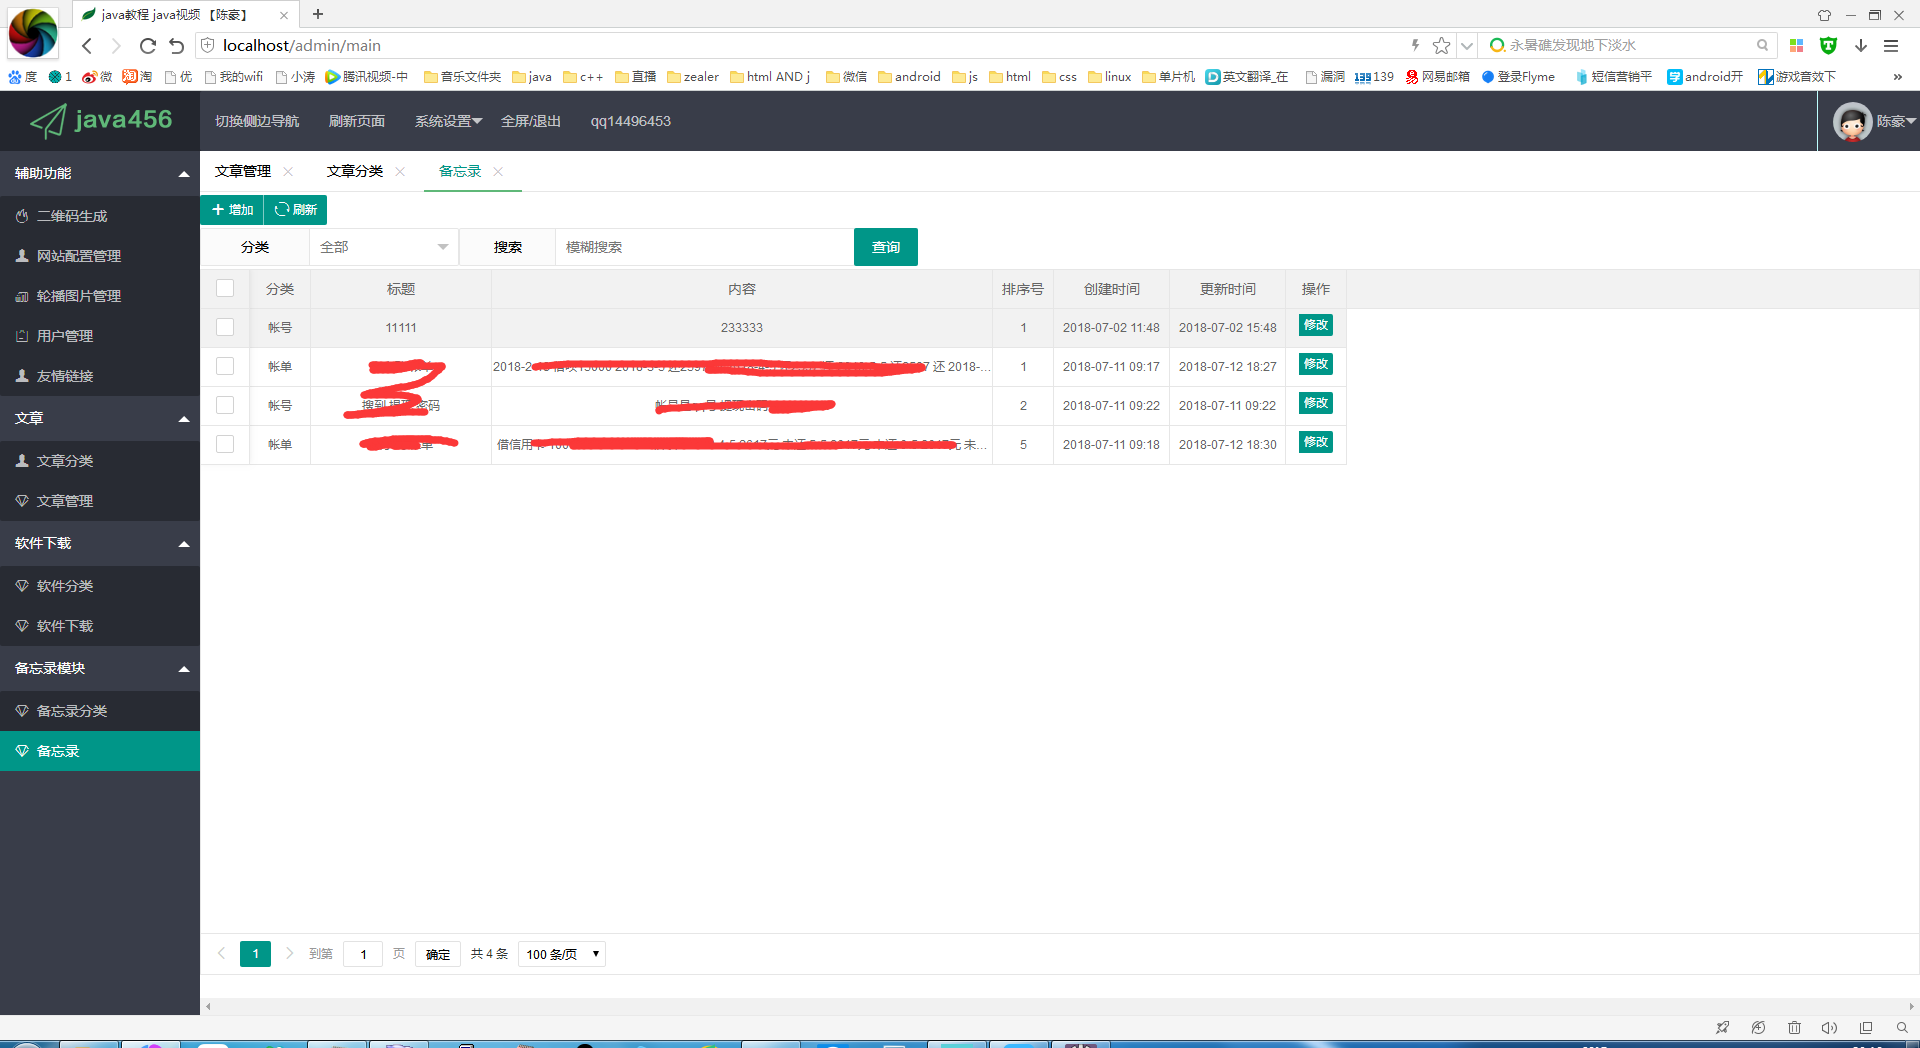 java教程 java视频 【陈豪】
localhost/admin/main
永暑礁发现地下淡水
度 1 微 淘 优 我的wifi 小涛 腾讯视频-中 音乐文件夹 java c++ 直播 zealer html AND j 微信 android js html css linux 单片机 英文翻译_在 漏洞 139 网易邮箱 登录Flyme 短信营销平 android开 游戏音效下 »
java456
切换侧边导航 刷新页面 系统设置 全屏/退出 qq14496453 陈豪
辅助功能
二维码生成
网站配置管理
轮播图片管理
用户管理
友情链接
文章
文章分类
文章管理
软件下载
软件分类
软件下载
备忘录模块
备忘录分类
备忘录
文章管理 文章分类 备忘录
增加 刷新
分类 全部 搜索 模糊搜索 查询
分类 标题 内容 排序号 创建时间 更新时间 操作
帐号 11111 233333 1 2018-07-02 11:48 2018-07-02 15:48 修改
帐单 2018-2 还 2018-... 1 2018-07-11 09:17 2018-07-12 18:27 修改
帐号 搜到 密码 2 2018-07-11 09:22 2018-07-11 09:22 修改
帐单 借信用 元 未... 5 2018-07-11 09:18 2018-07-12 18:30 修改
1 到第 1 页 确定 共 4 条 100 条/页